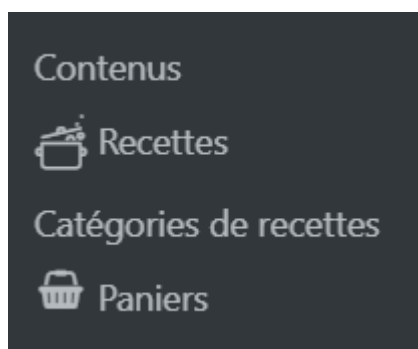 Contenus
Recettes
Catégories de recettes
Paniers